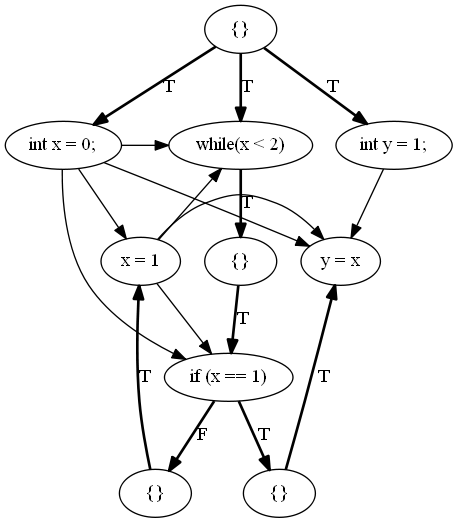 {}
T T T
int x = 0; while(x < 2) int y = 1;
T
x = 1 {} y = x
T
T if (x == 1) T
F T
{} {}